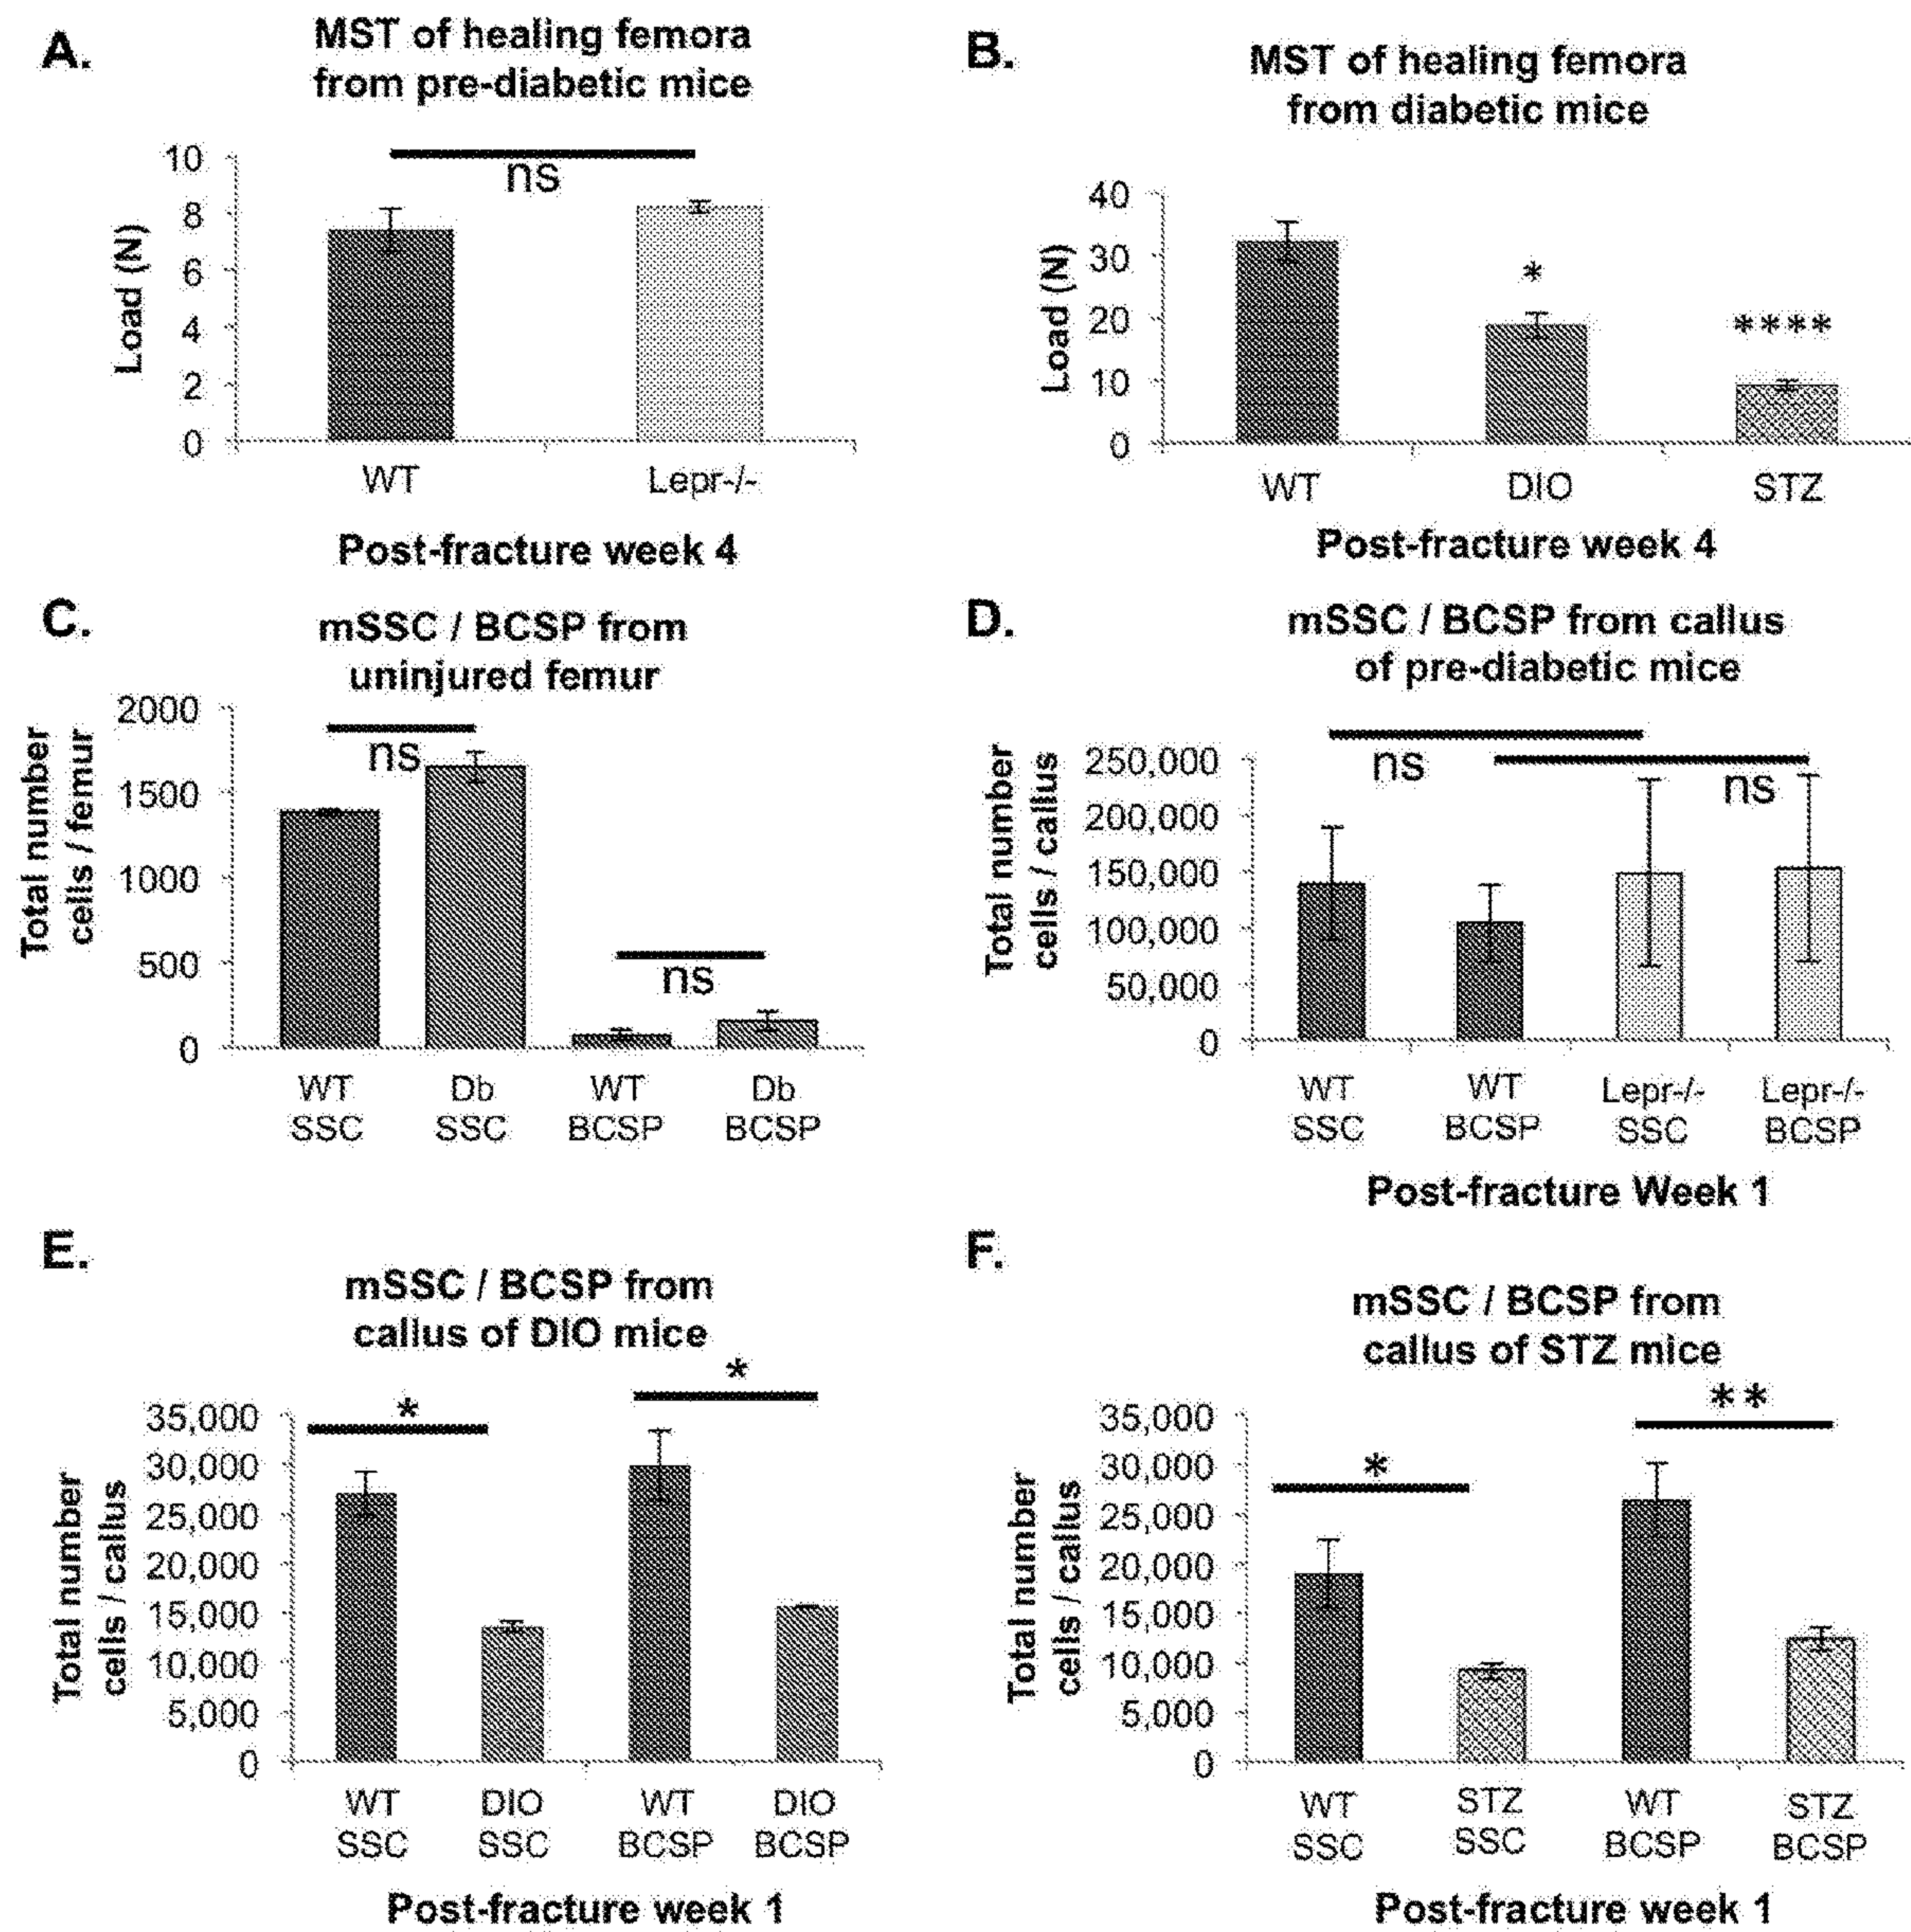 A.
MST of healing femora
from pre-diabetic mice
Load (N)
10
8
6
4
2
0
ns
WT
Lepr-/-
Post-fracture week 4
B.
MST of healing femora
from diabetic mice
Load (N)
40
30
20
10
0
*
****
WT
DIO
STZ
Post-fracture week 4
C.
mSSC / BCSP from
uninjured femur
Total number
cells / femur
2000
1500
1000
500
0
ns
ns
WT
SSC
Db
SSC
WT
BCSP
Db
BCSP
D.
mSSC / BCSP from callus
of pre-diabetic mice
Total number
cells / callus
250,000
200,000
150,000
100,000
50,000
0
ns
ns
WT
SSC
WT
BCSP
Lepr-/-
SSC
Lepr-/-
BCSP
Post-fracture Week 1
E.
mSSC / BCSP from
callus of DIO mice
Total number
cells / callus
35,000
30,000
25,000
20,000
15,000
10,000
5,000
0
*
*
WT
SSC
DIO
SSC
WT
BCSP
DIO
BCSP
Post-fracture week 1
F.
mSSC / BCSP from
callus of STZ mice
Total number
cells / callus
35,000
30,000
25,000
20,000
15,000
10,000
5,000
0
*
**
WT
SSC
STZ
SSC
WT
BCSP
STZ
BCSP
Post-fracture week 1